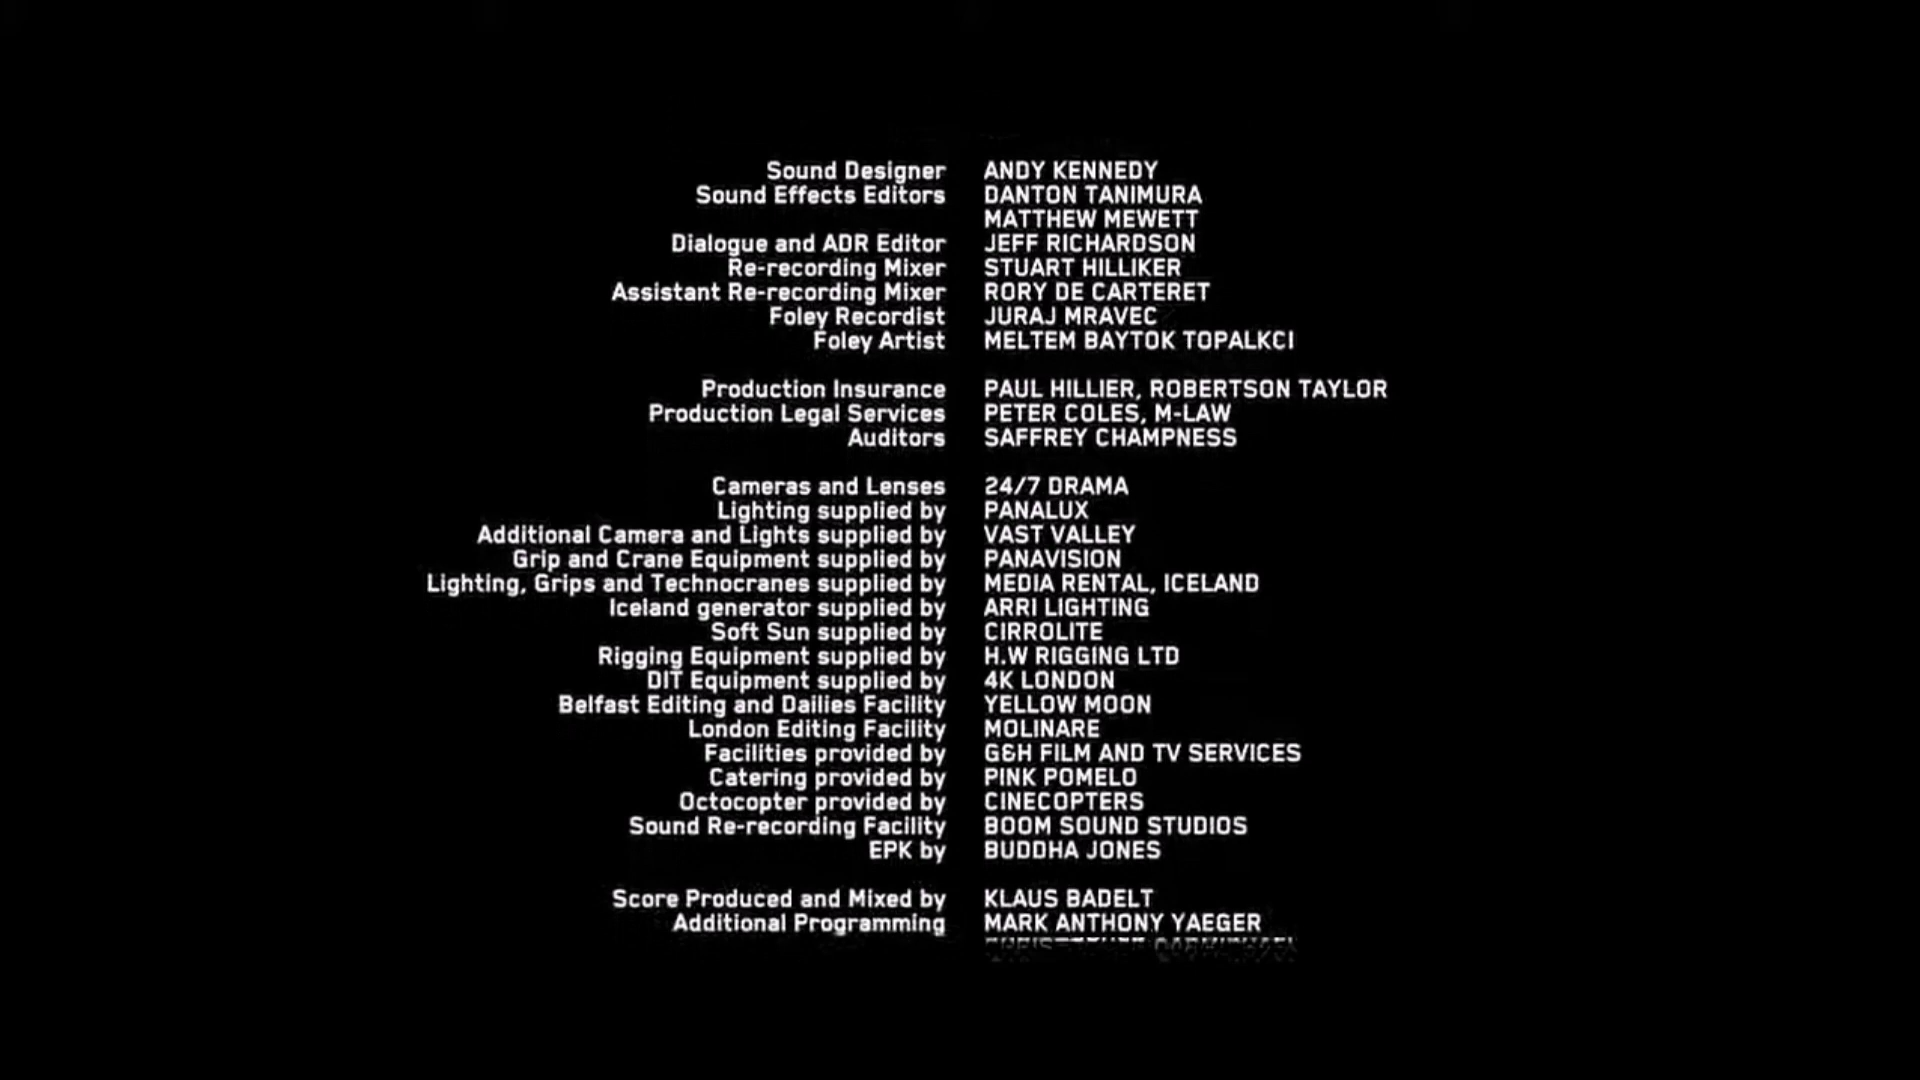 Sound Designer ANDY KENNEDY
Sound Effects Editors DANTON TANIMURA
MATTHEW MEWETT
Dialogue and ADR Editor JEFF RICHARDSON
Re-recording Mixer STUART HILLIKER
Assistant Re-recording Mixer RORY DE CARTERET
Foley Recordist JURAJ MRAVEC
Foley Artist MELTEM BAYTOK TOPALKCI
Production Insurance PAUL HILLIER, ROBERTSON TAYLOR
Production Legal Services PETER COLES, M-LAW
Auditors SAFFREY CHAMPNESS
Cameras and Lenses 24/7 DRAMA
Lighting supplied by PANALUX
Additional Camera and Lights supplied by VAST VALLEY
Grip and Crane Equipment supplied by PANAVISION
Lighting, Grips and Technocranes supplied by MEDIA RENTAL, ICELAND
Iceland generator supplied by ARRI LIGHTING
Soft Sun supplied by CIRROLITE
Rigging Equipment supplied by H.W RIGGING LTD
DIT Equipment supplied by 4K LONDON
Belfast Editing and Dailies Facility YELLOW MOON
London Editing Facility MOLINARE
Facilities provided by G&H FILM AND TV SERVICES
Catering provided by PINK POMELO
Octocopter provided by CINECOPTERS
Sound Re-recording Facility BOOM SOUND STUDIOS
EPK by BUDDHA JONES
Score Produced and Mixed by KLAUS BADELT
Additional Programming MARK ANTHONY YAEGER